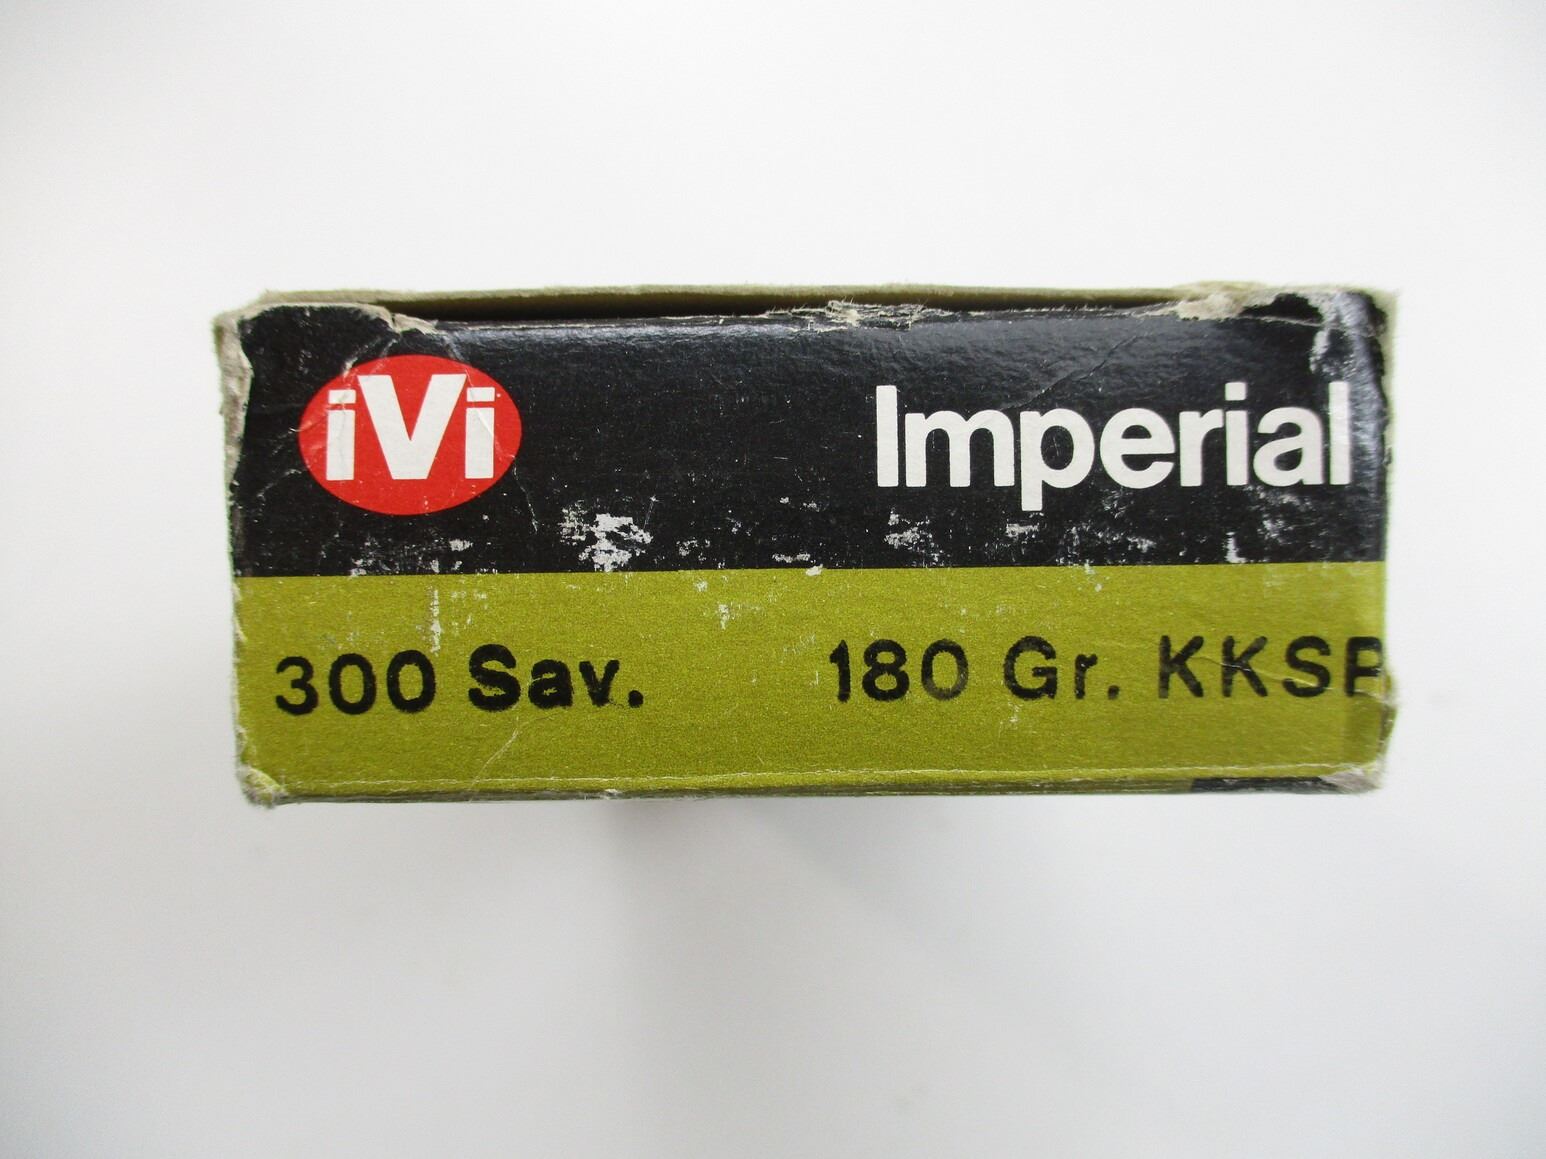 iVi
Imperial
300 Sav. 180 Gr. KKSP